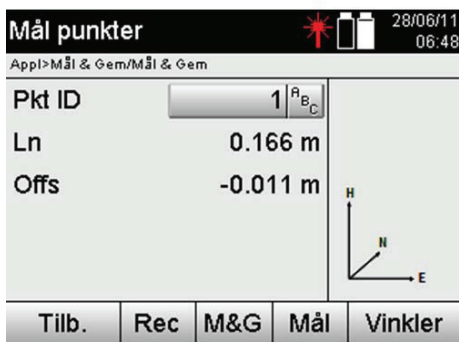 Mål punkter
28/06/11
06:48
Appl>Mål & Gem/Mål & Gem
Pkt ID 1 ABC
Ln 0.166 m
Offs -0.011 m
H
N
E
Tilb. Rec M&G Mål Vinkler